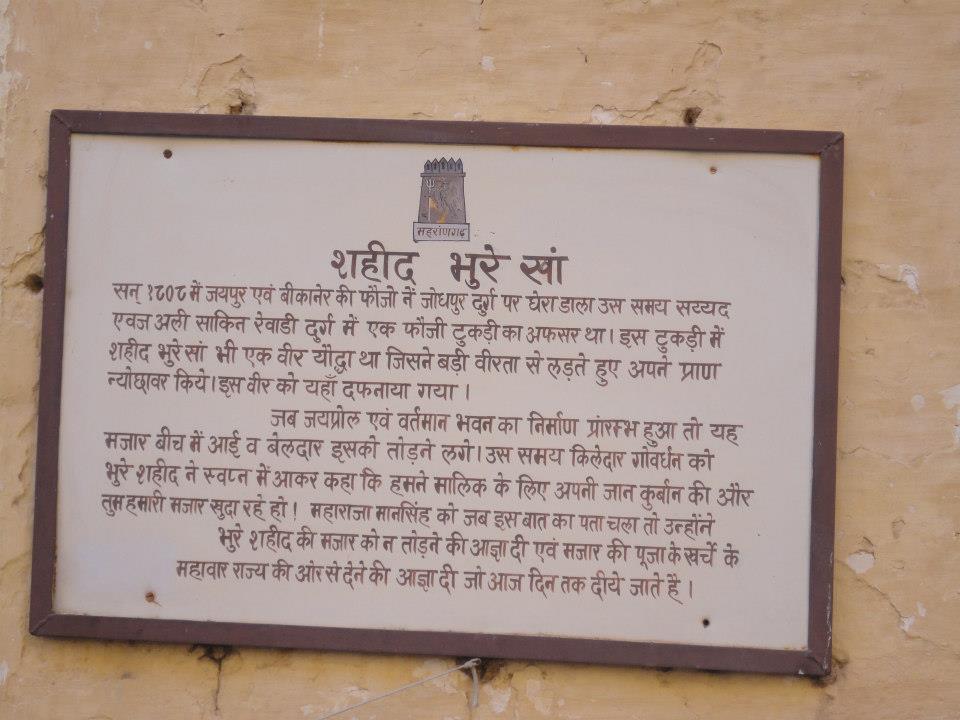 महरांणगढ़
शहीद भुरे खां
सन् १८०८ में जयपुर एवं बीकानेर की फौजो नें जोधपुर दुर्ग पर घेरा डाला उस समय सय्यद
एवज अली साकिन रेवाडी दुर्ग में एक फौजी टुकड़ी का अफसर था। इस टुकड़ी में
शहीद भुरे सां भी एक वीर यौद्धा था जिसने बड़ी वीरता से लड़ते हुए अपने प्राण
न्योछावर किये। इस वीर को यहाँ दफनाया गया ।
जब जयप्रोल एवं वर्तमान भवन का निर्माण प्रांरम्भ हुआ तो यह
मजार बीच में आई व बेलदार इसको तोड़ने लगे। उस समय किलेदार गोवर्धन को
भुरे शहीद ने स्वप्न में आकर कहा कि हमने मालिक के लिए अपनी जान कुर्बान की और
तुम हमारी मजार खुदा रहे हो! महाराजा मानसिंह को जब इस बात का पता चला तो उन्होंने
भुरे शहीद की मजार को न तोड़ने की आज्ञा दी एवं मजार की पूजा के खर्चे के
महावार राज्य की ओर से देने की आज्ञा दी जो आज दिन तक दीये जाते है।